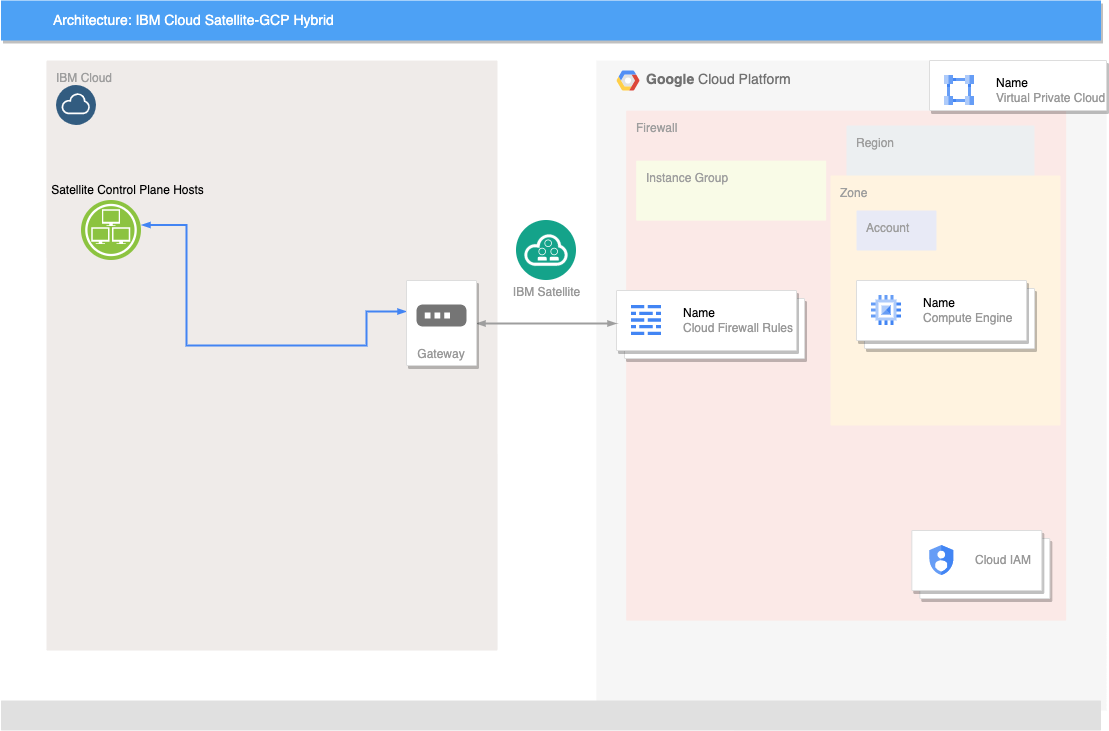 Architecture: IBM Cloud Satellite-GCP Hybrid
IBM Cloud
Satellite Control Plane Hosts
Gateway
IBM Satellite
Google Cloud Platform
Name
Virtual Private Cloud
Firewall
Region
Instance Group
Zone
Account
Name
Cloud Firewall Rules
Name
Compute Engine
Cloud IAM